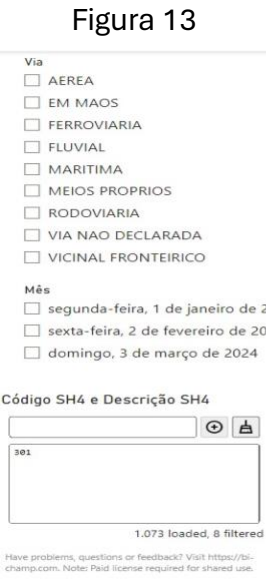 Figura 13
Via
AEREA
EM MAOS
FERROVIARIA
FLUVIAL
MARITIMA
MEIOS PROPRIOS
RODOVIARIA
VIA NAO DECLARADA
VICINAL FRONTEIRICO
Mês
segunda-feira, 1 de janeiro de 2
sexta-feira, 2 de fevereiro de 20
domingo, 3 de março de 2024
Código SH4 e Descrição SH4
301
1.073 loaded, 8 filtered
Have problems, questions or feedback? Visit https://bi-
champ.com. Note: Paid license required for shared use.